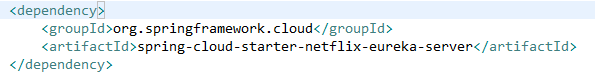 <dependency>
<groupId>org.springframework.cloud</groupId>
<artifactId>spring-cloud-starter-netflix-eureka-server</artifactId>
</dependency>